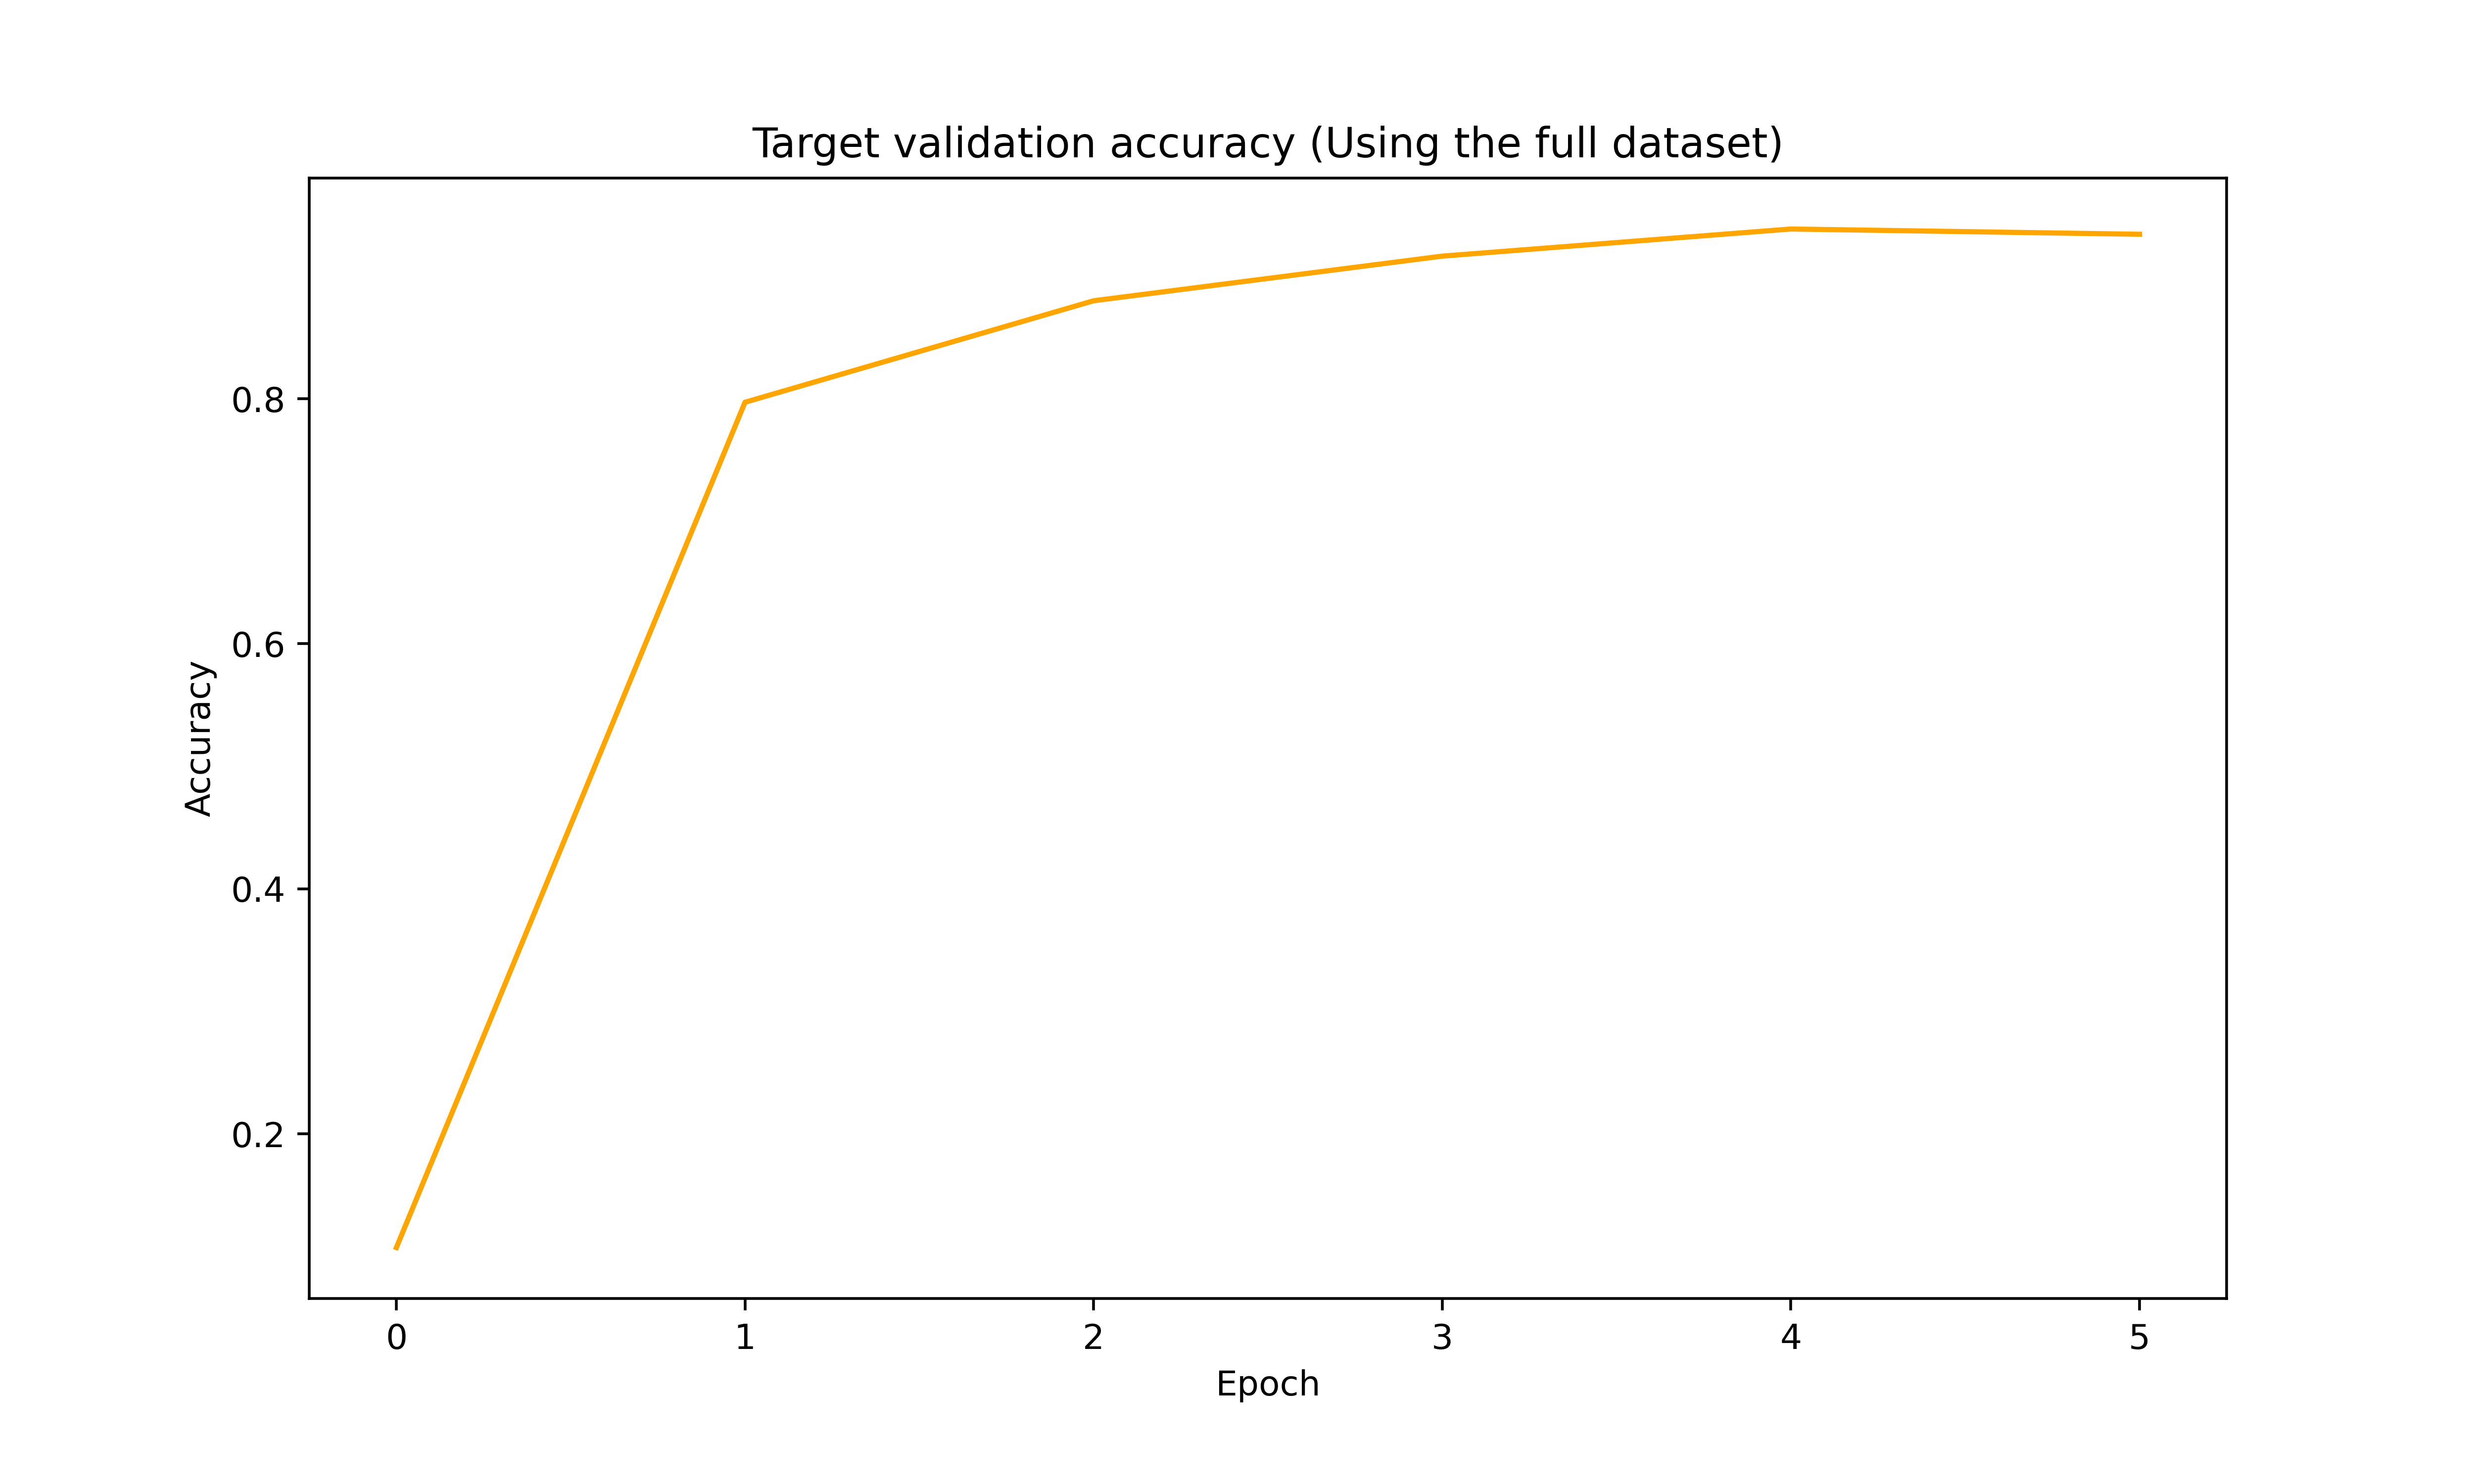 Target validation accuracy (Using the full dataset)
0.8
0.6
0.4
0.2
Accuracy
0 1 2 3 4 5
Epoch